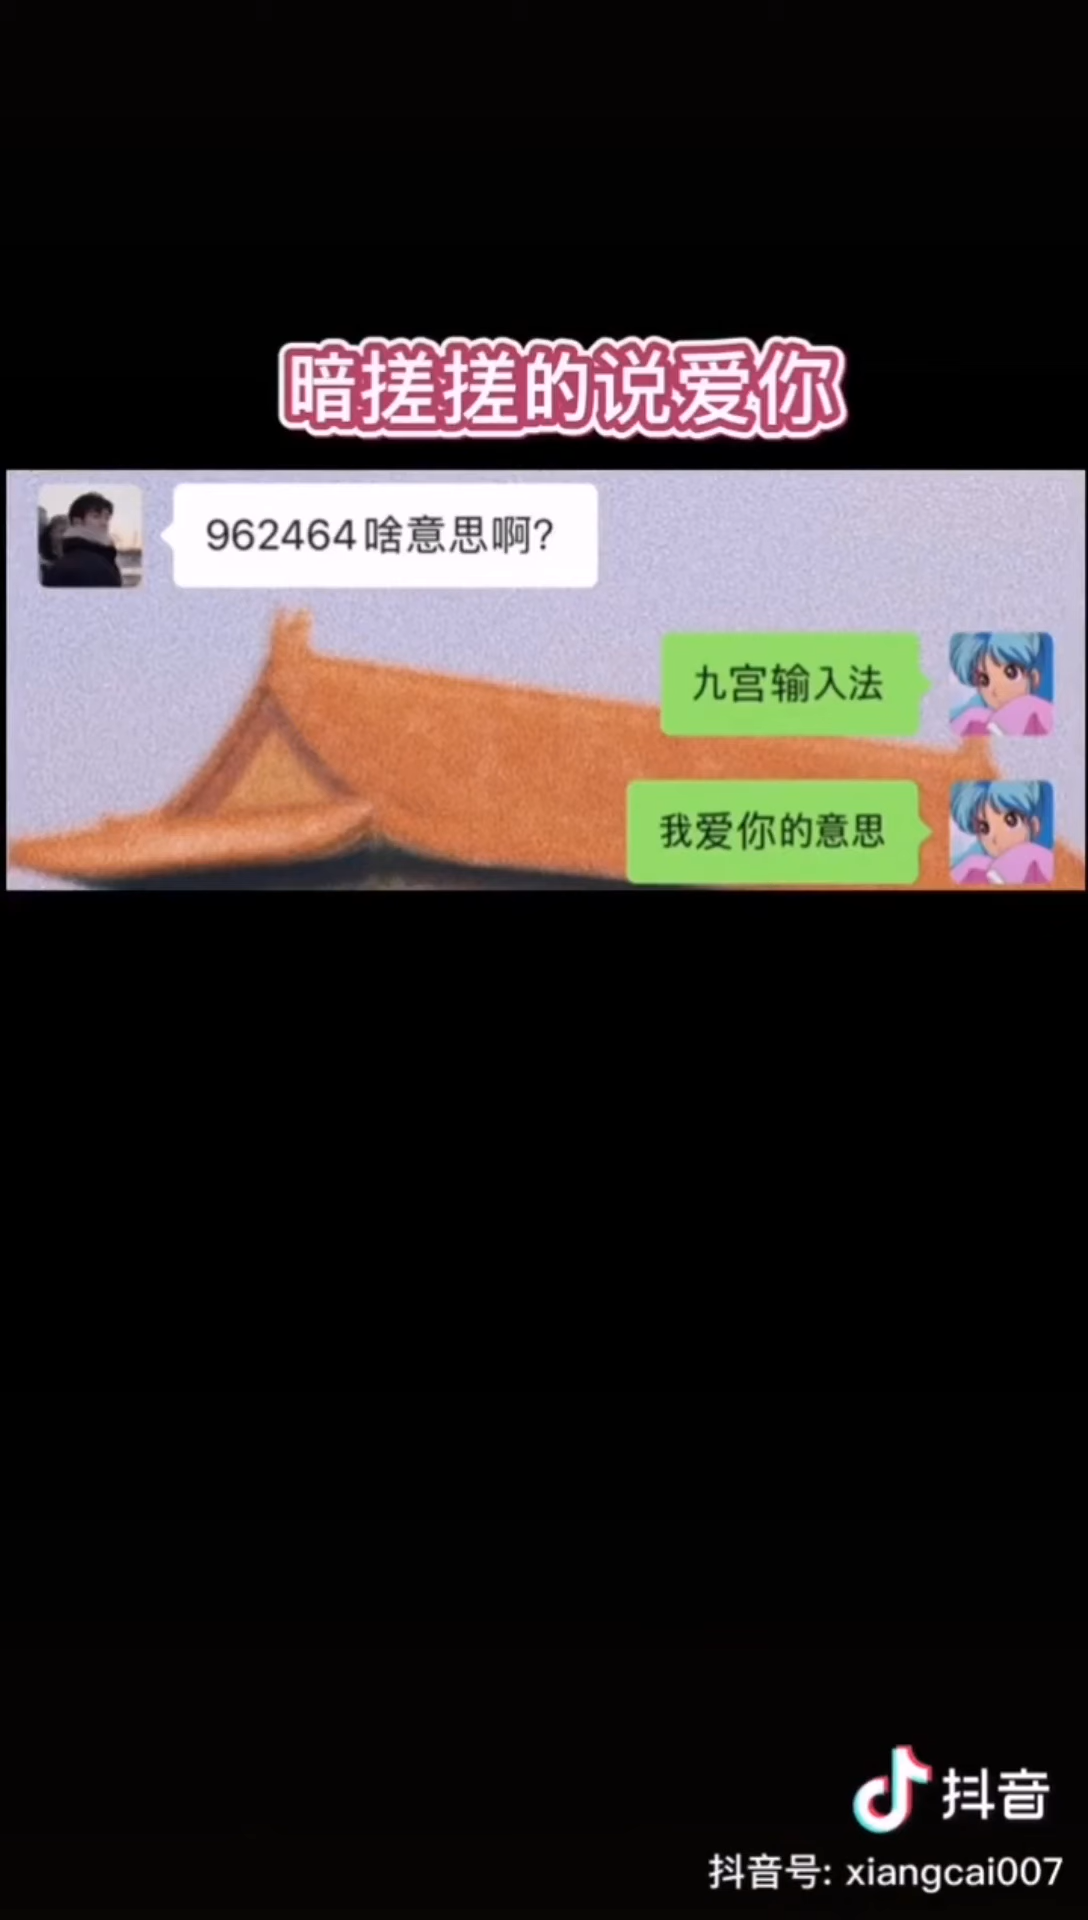 暗搓搓的说爱你
962464啥意思啊?
九宫输入法
我爱你的意思
抖音
抖音号: xiangcai007